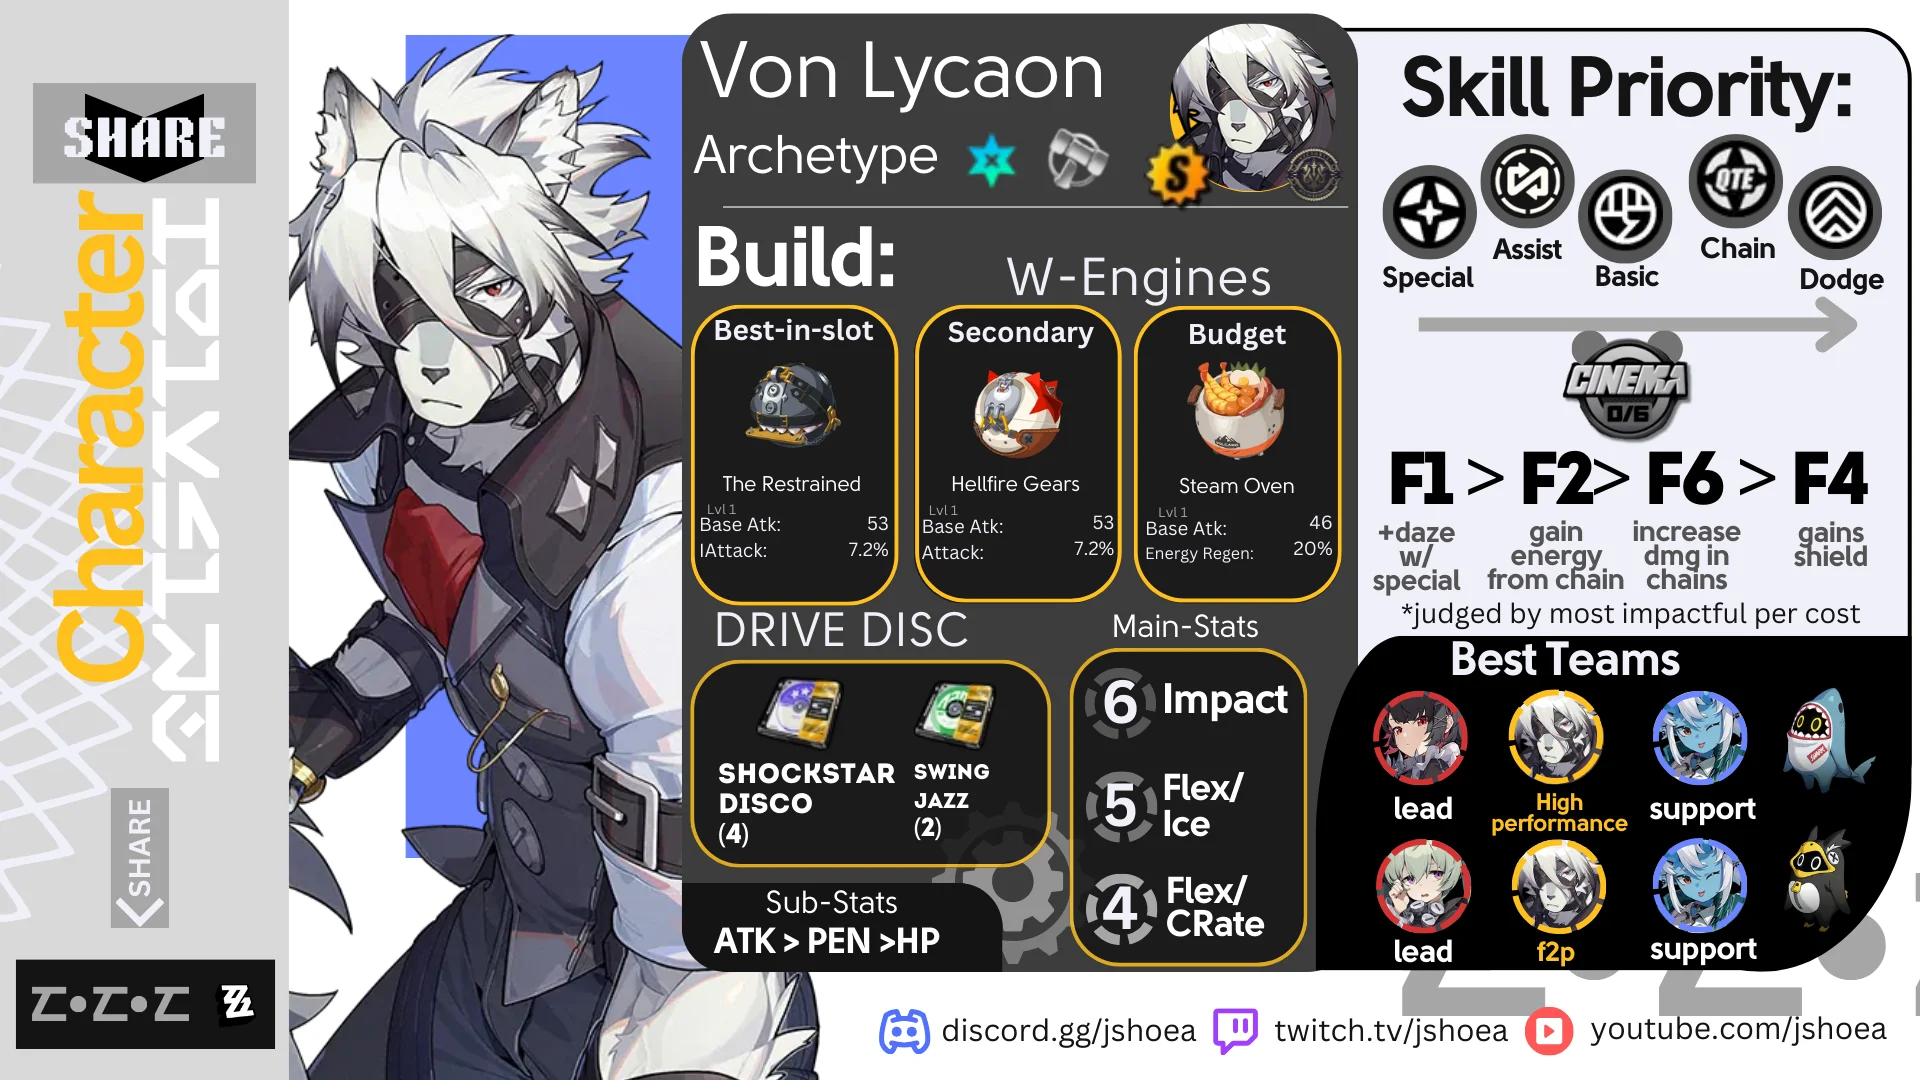 SHARE
Character
SHARE
Z•Z•Z
Von Lycaon
Archetype
S
Build:
W-Engines
Best-in-slot
The Restrained
Lvl 1
Base Atk: 53
IAttack: 7.2%
Secondary
Hellfire Gears
Lvl 1
Base Atk: 53
Attack: 7.2%
Budget
Steam Oven
Lvl 1
Base Atk: 46
Energy Regen: 20%
DRIVE DISC
SHOCKSTAR
DISCO
(4)
SWING
JAZZ
(2)
Main-Stats
6 Impact
5 Flex/
Ice
4 Flex/
CRate
Sub-Stats
ATK > PEN >HP
Skill Priority:
QTE
Special
Assist
Basic
Chain
Dodge
CINEMA
0/6
F1 > F2> F6 > F4
+daze
w/
special
gain
energy
from chain
increase
dmg in
chains
gains
shield
*judged by most impactful per cost
Best Teams
lead
High
performance
support
lead
f2p
support
discord.gg/jshoea
twitch.tv/jshoea
youtube.com/jshoea